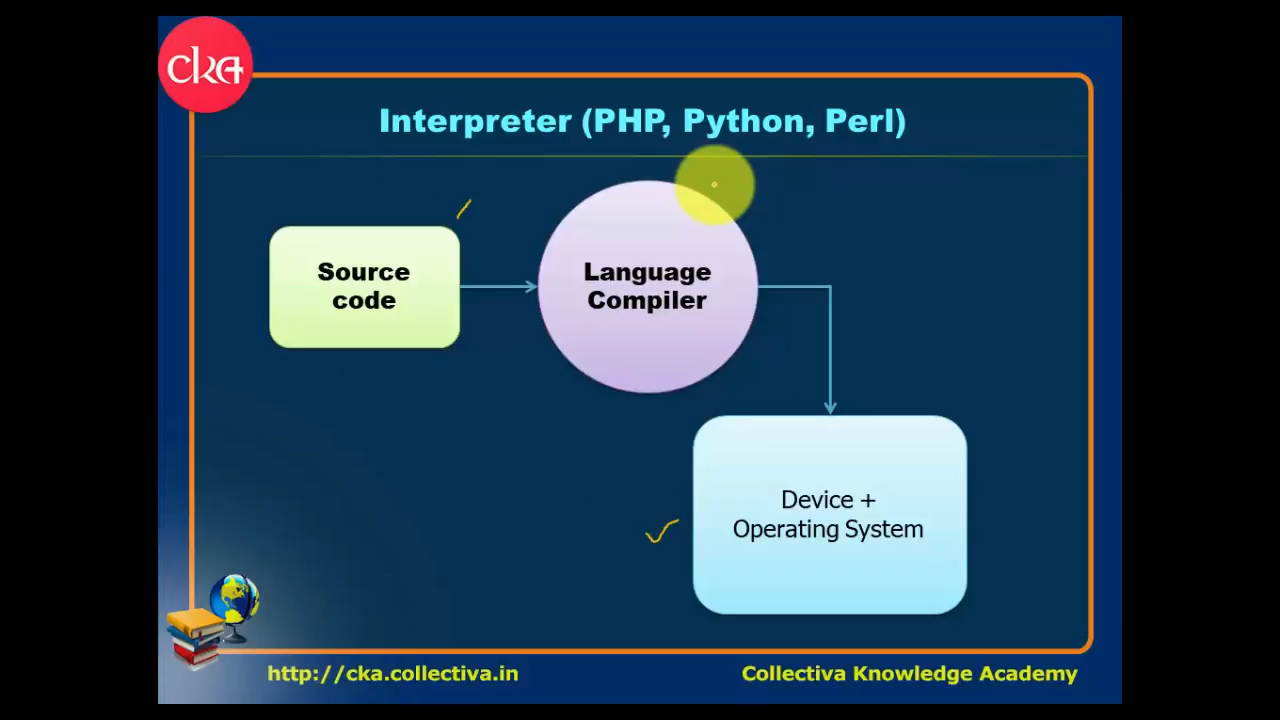 cka
Interpreter (PHP, Python, Perl)
Source
code
Language
Compiler
Device +
Operating System
http://cka.collectiva.in
Collectiva Knowledge Academy